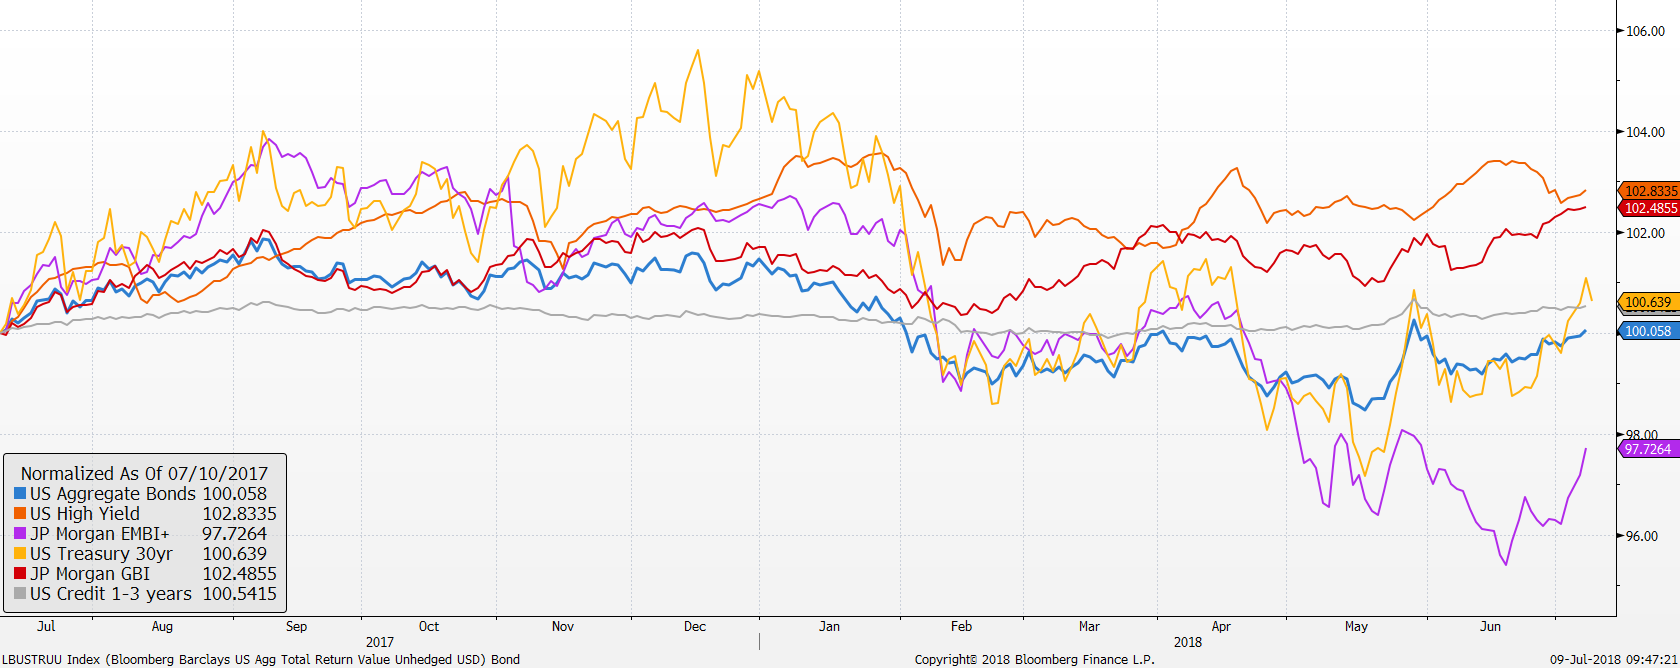 106.00
104.00
102.8335
102.4855
102.00
100.639
100.058
98.00
97.7264
96.00
Normalized As Of 07/10/2017
US Aggregate Bonds 100.058
US High Yield 102.8335
JP Morgan EMBI+ 97.7264
US Treasury 30yr 100.639
JP Morgan GBI 102.4855
US Credit 1-3 years 100.5415
Jul Aug Sep Oct Nov Dec Jan Feb Mar Apr May Jun
2017 2018
LBUSTRUU Index (Bloomberg Barclays US Agg Total Return Value Unhedged USD) Bond Copyright© 2018 Bloomberg Finance L.P. 09-Jul-2018 09:47:21